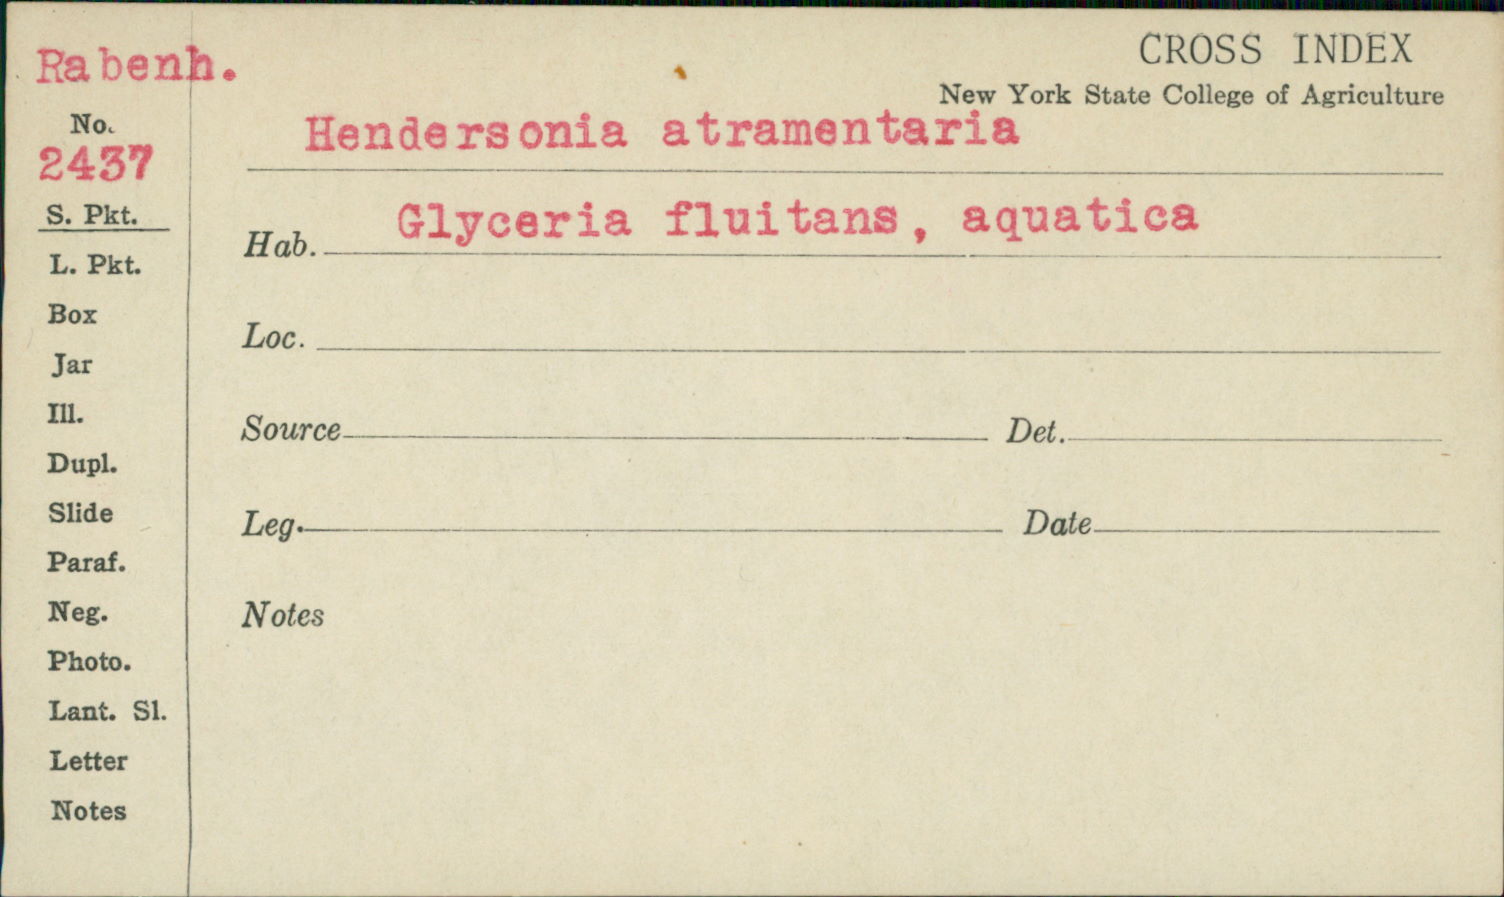 Rabenh.
CROSS INDEX
New York State College of Agriculture
No.
2437
Hendersonia atramentaria
S. Pkt.
Hab. Glyceria fluitans, aquatica
L. Pkt.
Box
Loc.
Jar
Ill.
Source Det.
Dupl.
Slide
Leg. Date
Paraf.
Neg.
Notes
Photo.
Lant. Sl.
Letter
Notes